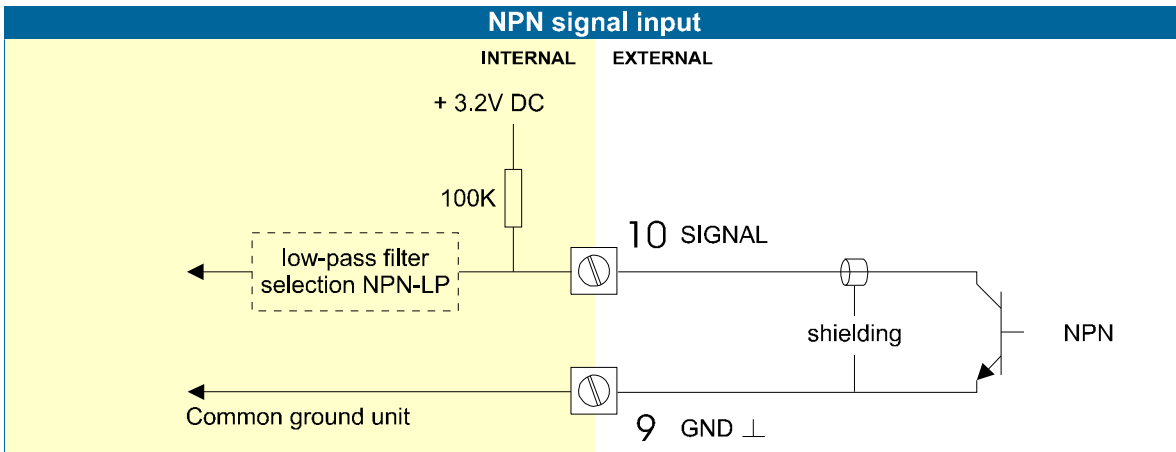 NPN signal input
INTERNAL
EXTERNAL
+ 3.2V DC
100K
10 SIGNAL
low-pass filter
selection NPN-LP
shielding
NPN
Common ground unit
9 GND ⊥